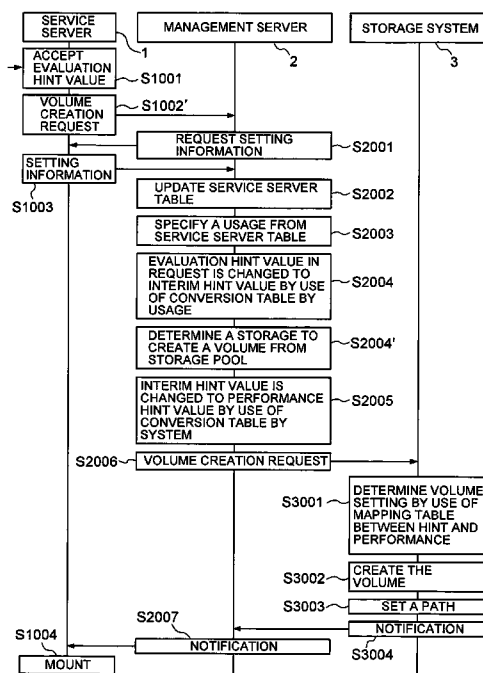 SERVICE
SERVER
MANAGEMENT SERVER
STORAGE SYSTEM
1
2
3
ACCEPT
EVALUATION
HINT VALUE
S1001
VOLUME
CREATION
REQUEST
S1002'
REQUEST SETTING
INFORMATION
S2001
SETTING
INFORMATION
S1003
UPDATE SERVICE SERVER
TABLE
S2002
SPECIFY A USAGE FROM
SERVICE SERVER TABLE
S2003
EVALUATION HINT VALUE IN
REQUEST IS CHANGED TO
INTERIM HINT VALUE BY USE
OF CONVERSION TABLE BY
USAGE
S2004
DETERMINE A STORAGE TO
CREATE A VOLUME FROM
STORAGE POOL
S2004'
INTERIM HINT VALUE IS
CHANGED TO PERFORMANCE
HINT VALUE BY USE OF
CONVERSION TABLE BY
SYSTEM
S2005
S2006
VOLUME CREATION REQUEST
S3001
DETERMINE VOLUME
SETTING BY USE OF
MAPPING TABLE
BETWEEN HINT AND
PERFORMANCE
S3002
CREATE THE
VOLUME
S3003
SET A PATH
S2007
NOTIFICATION
NOTIFICATION
S3004
S1004
MOUNT